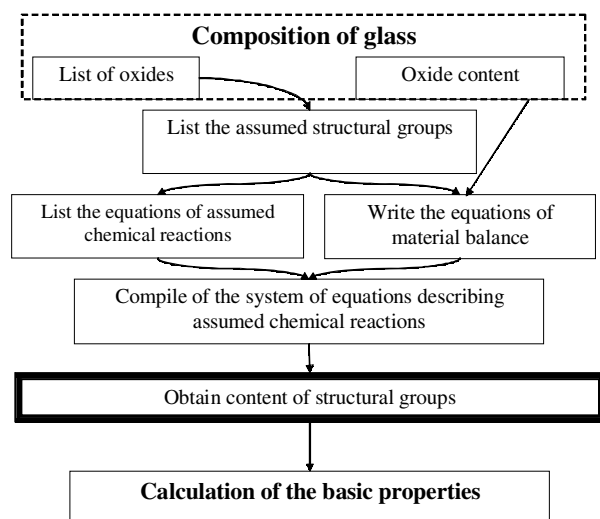 Composition of glass
List of oxides
Oxide content
List the assumed structural groups
List the equations of assumed
chemical reactions
Write the equations of
material balance
Compile of the system of equations describing
assumed chemical reactions
Obtain content of structural groups
Calculation of the basic properties